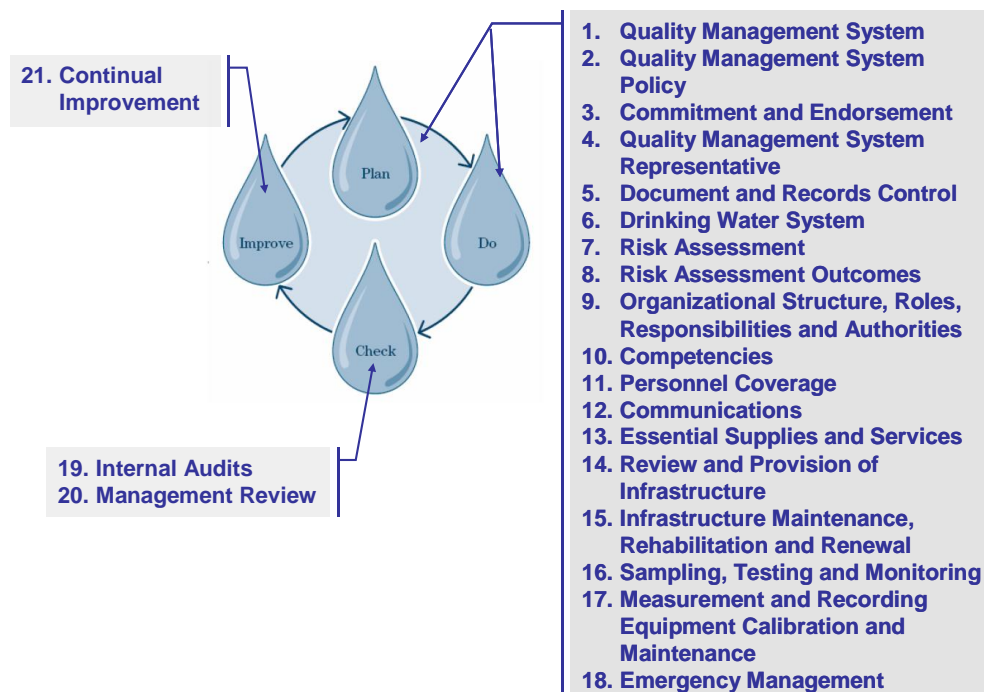 21. Continual
Improvement
Plan
Improve
Do
Check
19. Internal Audits
20. Management Review
1. Quality Management System
2. Quality Management System
Policy
3. Commitment and Endorsement
4. Quality Management System
Representative
5. Document and Records Control
6. Drinking Water System
7. Risk Assessment
8. Risk Assessment Outcomes
9. Organizational Structure, Roles,
Responsibilities and Authorities
10. Competencies
11. Personnel Coverage
12. Communications
13. Essential Supplies and Services
14. Review and Provision of
Infrastructure
15. Infrastructure Maintenance,
Rehabilitation and Renewal
16. Sampling, Testing and Monitoring
17. Measurement and Recording
Equipment Calibration and
Maintenance
18. Emergency Management